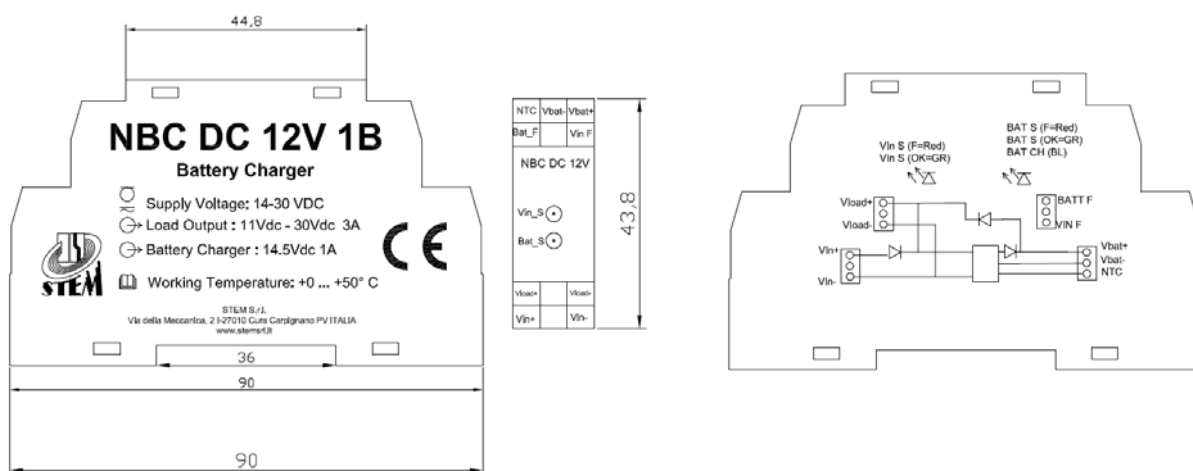 44,8
NBC DC 12V 1B
Battery Charger
Supply Voltage: 14-30 VDC
Load Output : 11Vdc - 30Vdc 3A
Battery Charger : 14.5Vdc 1A
Working Temperature: +0 ... +50° C
STEM
CE
STEM S.r.l.
Via della Meccanica, 2 I-27010 Cura Carpignano PV ITALIA
www.stemsrl.it
36
90
90
NTC Vbat- Vbat+
Bat_F Vin F
NBC DC 12V
Vin_S
Bat_S
Vload+ Vload-
Vin+ Vin-
43,8
Vin S (F=Red)
Vin S (OK=GR)
BAT S (F=Red)
BAT S (OK=GR)
BAT CH (BL)
Vload+
Vload-
BATT F
VIN F
Vin+
Vin-
Vbat+
Vbat-
NTC